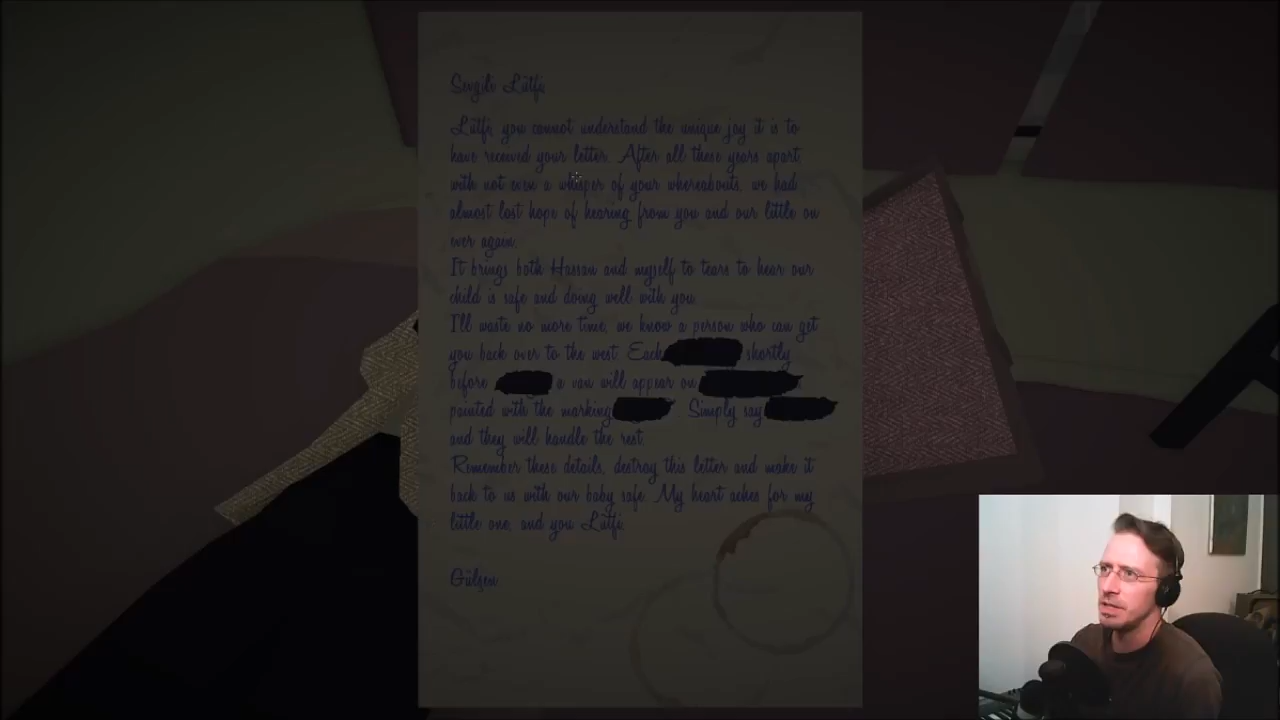 Sevgili Lütfi,
Lütfi, you cannot understand the unique joy it is to
have received your letter. After all these years apart,
with not even a whisper of your whereabouts, we had
almost lost hope of hearing from you and our little on
ever again.
It brings both Hassan and myself to tears to hear our
child is safe and doing well with you.
I'll waste no more time, we know a person who can get
you back over to the west. Each shortly
before a van will appear on
painted with the marking . Simply say
and they will handle the rest.
Remember these details, destroy this letter and make it
back to us with our baby safe. My heart aches for my
little one, and you Lütfi.
Gülşen